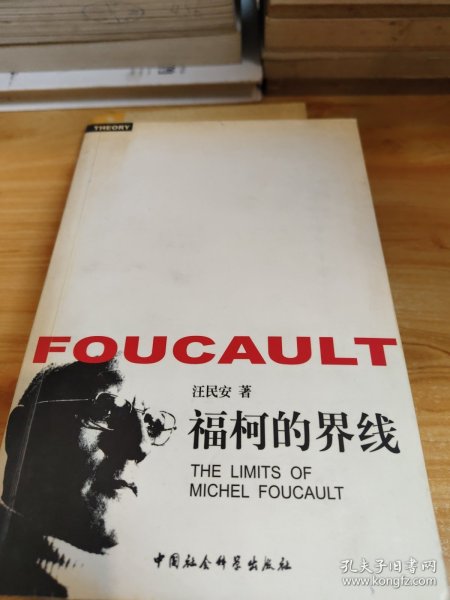 THEORY
FOUCAULT
汪民安 著
福柯的界线
THE LIMITS OF
MICHEL FOUCAULT
中国社会科学出版社
孔夫子旧书网
www.kongfz.com